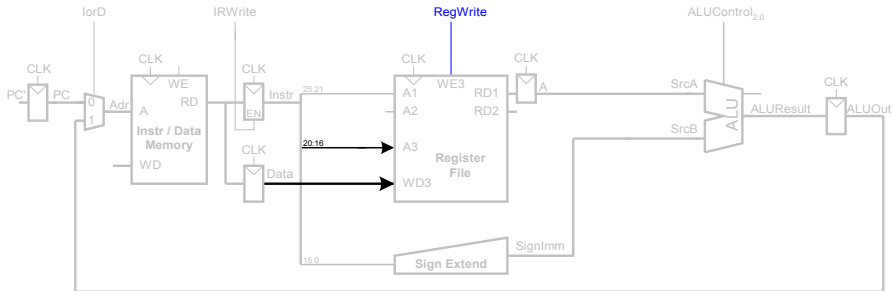 IorD
IRWrite
RegWrite
ALUControl2:0
CLK
CLK
CLK
CLK
CLK
CLK
PC'
PC
0
1
Adr
A
WE
RD
Instr / Data
Memory
WD
EN
Instr
25:21
A1
WE3
RD1
A
SrcA
A2
RD2
20:16
A3
Register
File
CLK
Data
WD3
SrcB
ALU
ALUResult
ALUOut
SignImm
15:0
Sign Extend